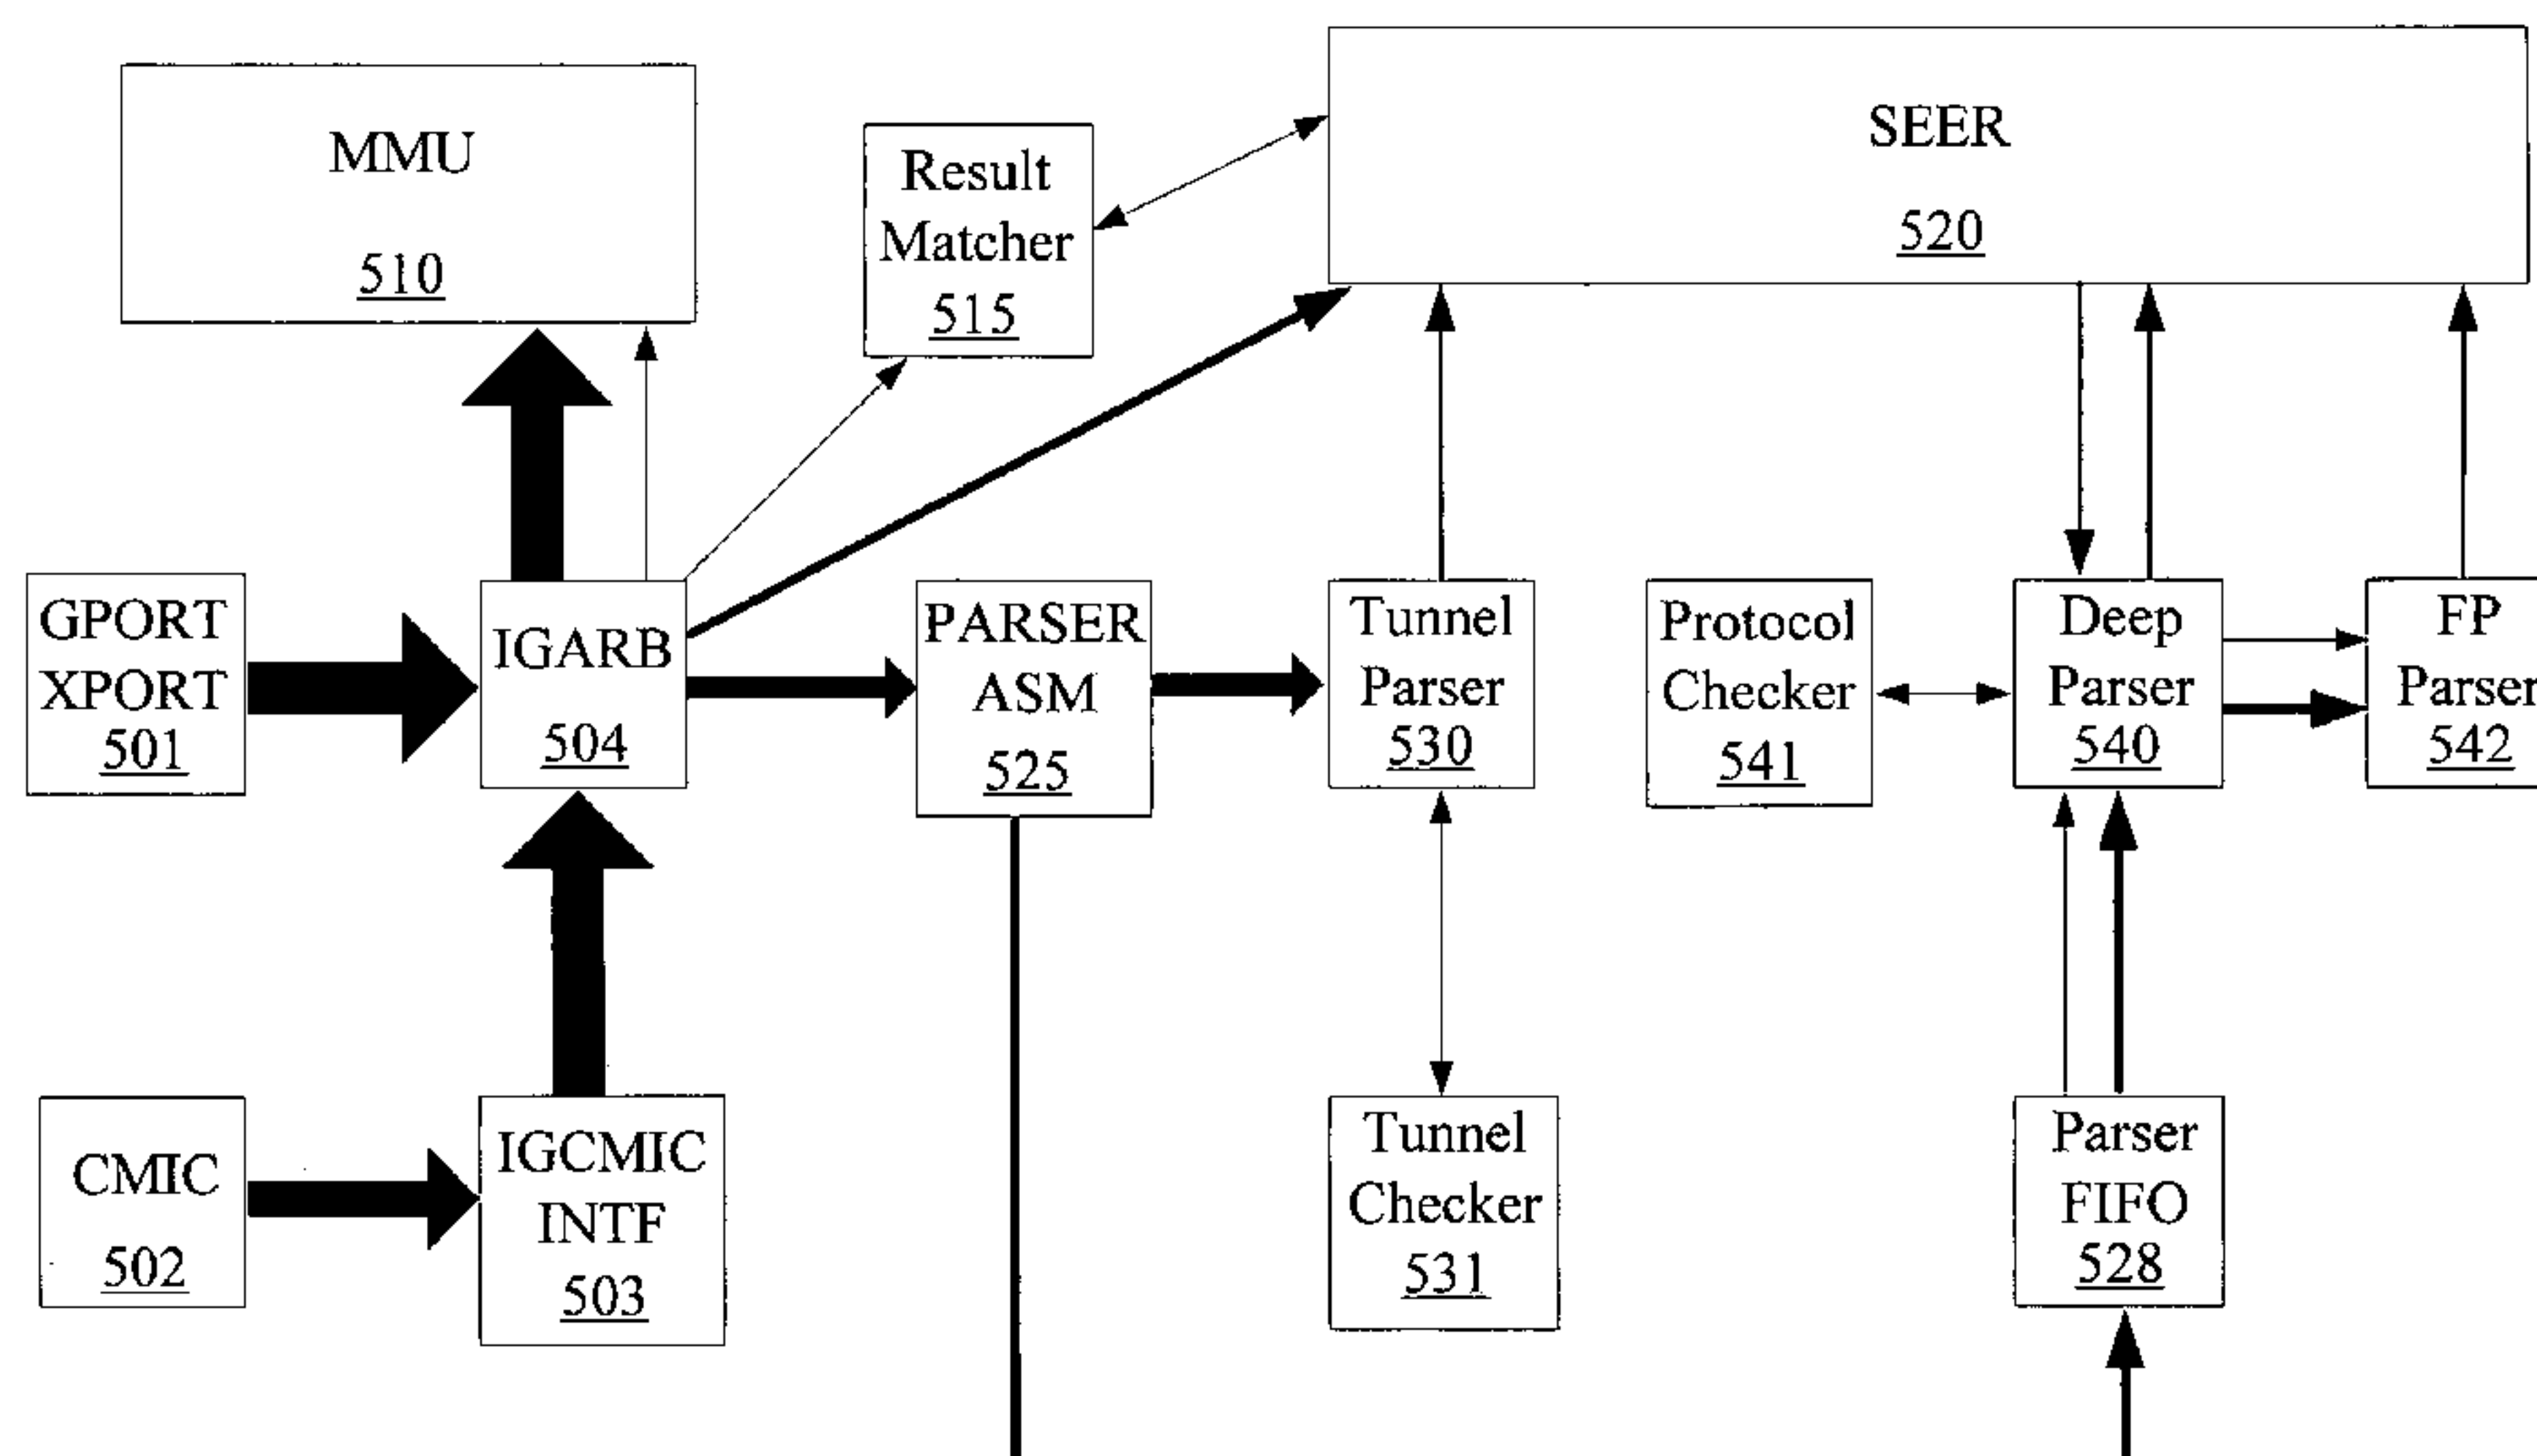 MMU
510
Result
Matcher
515
SEER
520
GPORT
XPORT
501
IGARB
504
PARSER
ASM
525
Tunnel
Parser
530
Protocol
Checker
541
Deep
Parser
540
FP
Parser
542
CMIC
502
IGCMIC
INTF
503
Tunnel
Checker
531
Parser
FIFO
528